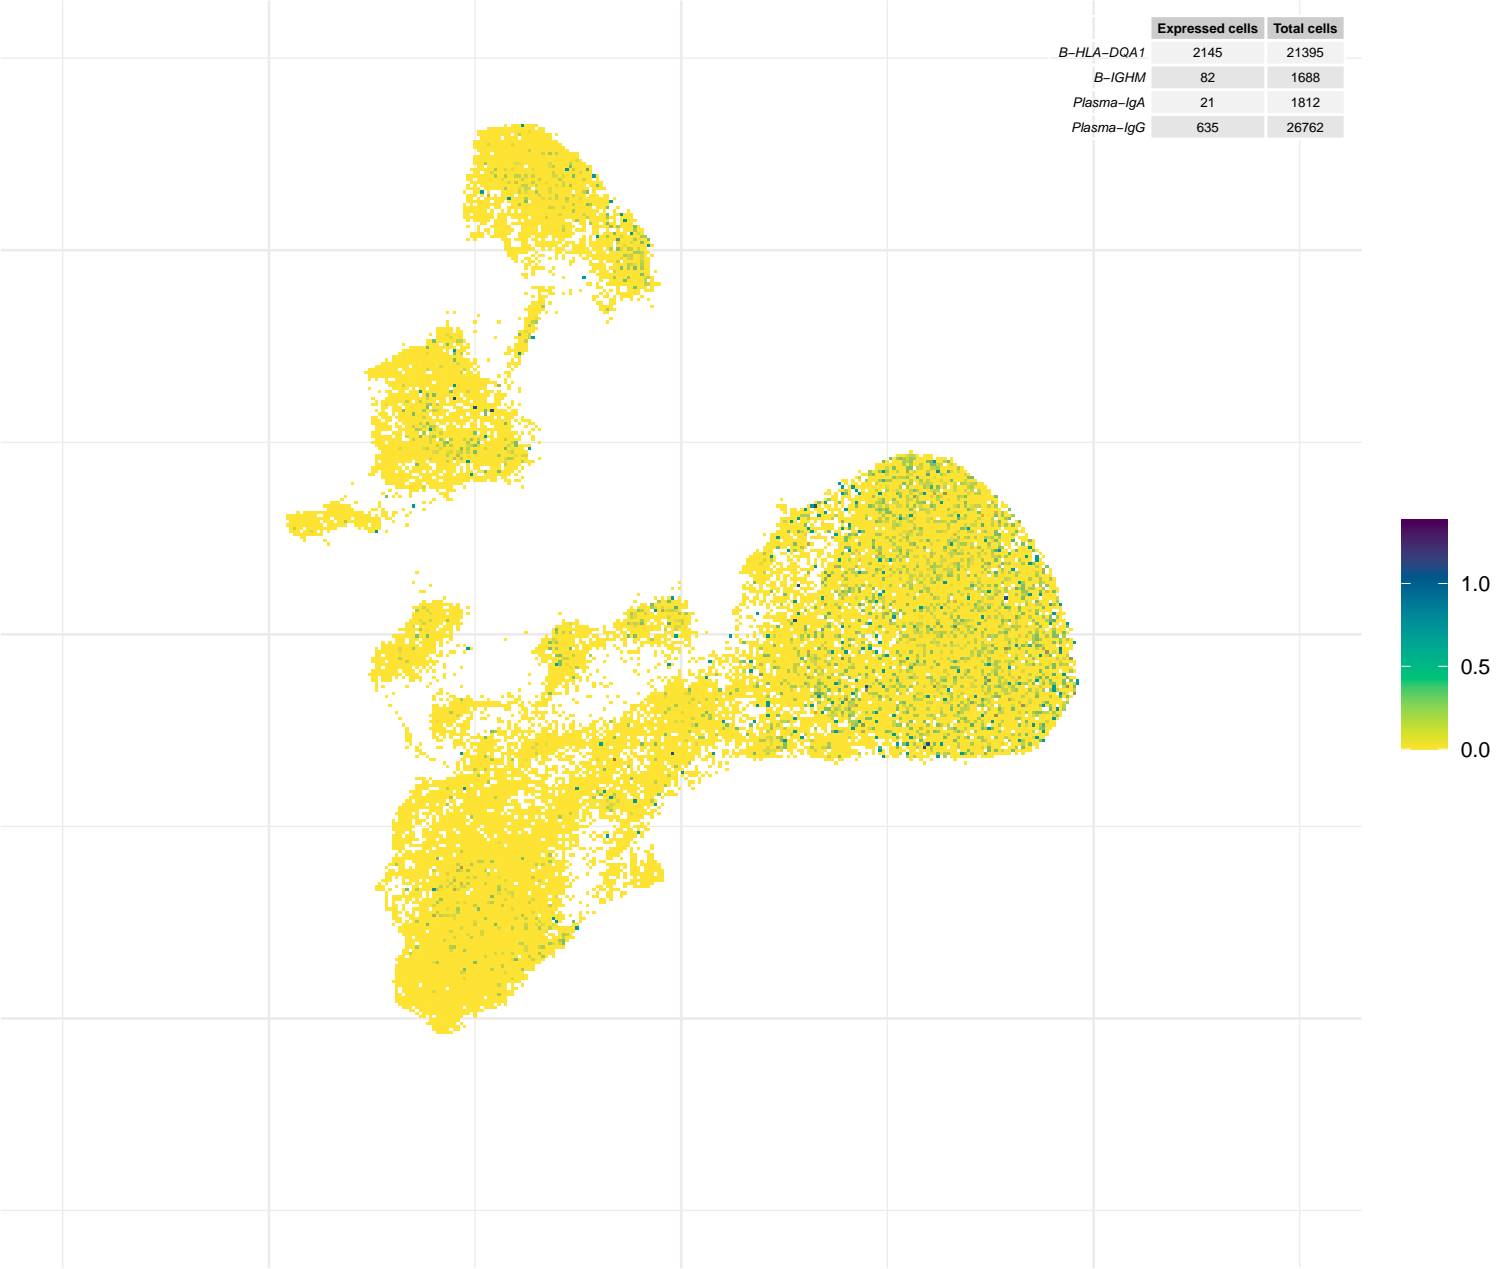 Expressed cells Total cells
B−HLA−DQA1 2145 21395
B−IGHM 82 1688
Plasma−IgA 21 1812
Plasma−IgG 635 26762
1.0
0.5
0.0